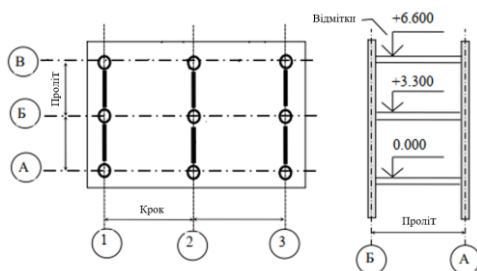 Відмітки
+6.600
В
Проліт
+3.300
Б
0.000
А
Крок
Проліт
1
2
3
Б
А